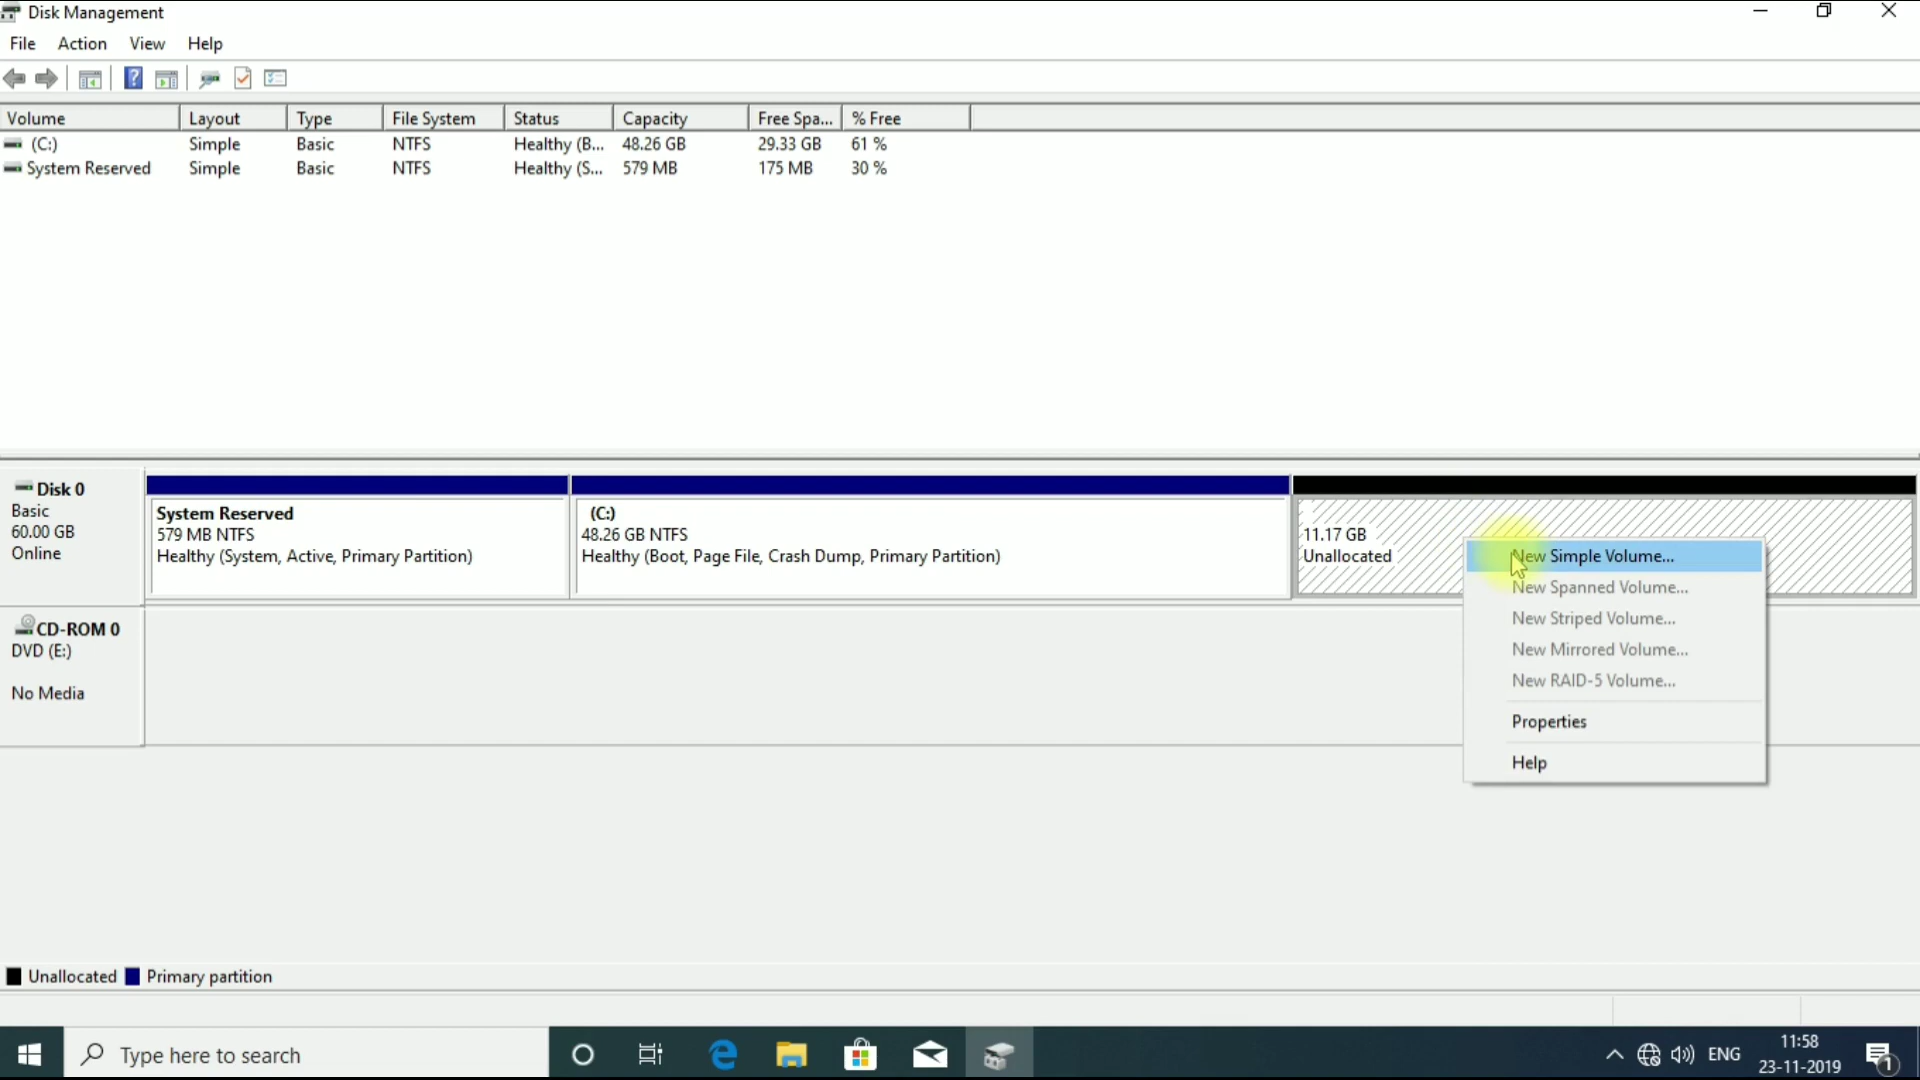 Disk Management
File Action View Help
Volume Layout Type File System Status Capacity Free Spa... % Free
(C:) Simple Basic NTFS Healthy (B... 48.26 GB 29.33 GB 61 %
System Reserved Simple Basic NTFS Healthy (S... 579 MB 175 MB 30 %
Disk 0
Basic
60.00 GB
Online
System Reserved
579 MB NTFS
Healthy (System, Active, Primary Partition)
(C:)
48.26 GB NTFS
Healthy (Boot, Page File, Crash Dump, Primary Partition)
11.17 GB
Unallocated
New Simple Volume...
New Spanned Volume...
New Striped Volume...
New Mirrored Volume...
New RAID-5 Volume...
Properties
Help
CD-ROM 0
DVD (E:)
No Media
Unallocated Primary partition
Type here to search
ENG
11:58
23-11-2019
1